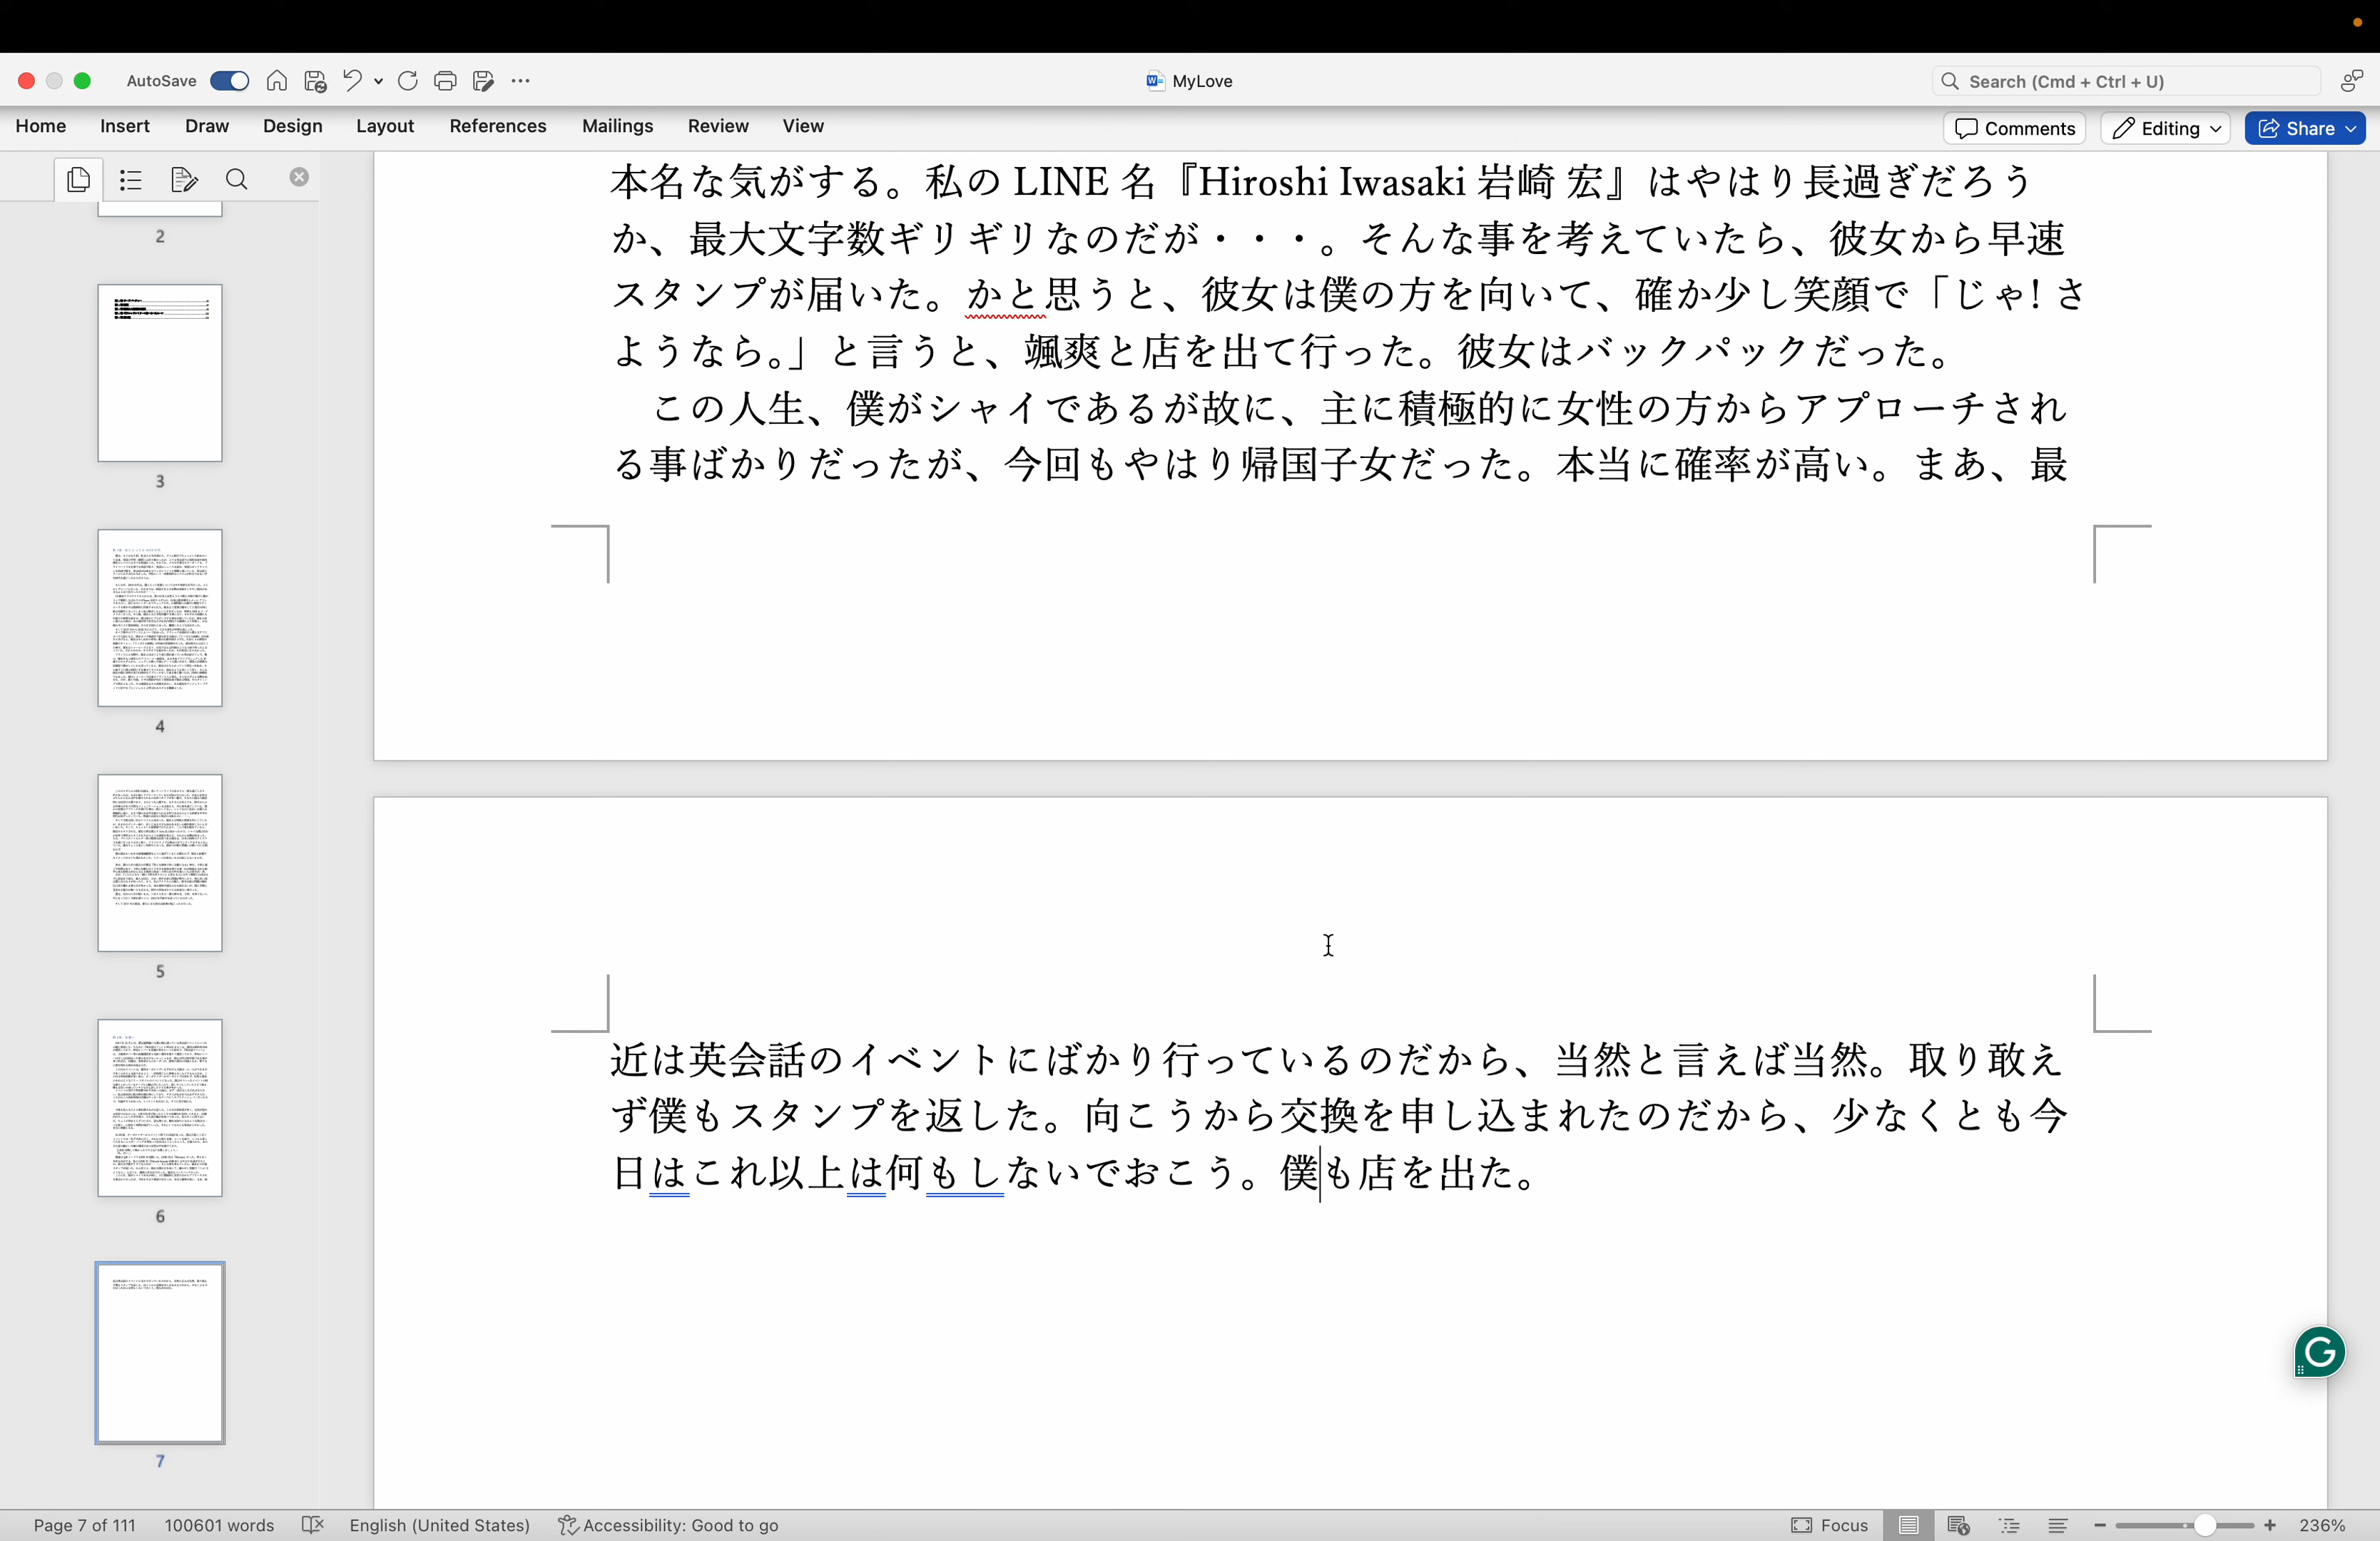 AutoSave
MyLove
Search (Cmd + Ctrl + U)
Home Insert Draw Design Layout References Mailings Review View
Comments Editing Share
本名な気がする。私の LINE 名『Hiroshi Iwasaki 岩崎 宏』はやはり長過ぎだろう
か、最大文字数ギリギリなのだが・・・。そんな事を考えていたら、彼女から早速
スタンプが届いた。かと思うと、彼女は僕の方を向いて、確か少し笑顔で「じゃ! さ
ようなら。」と言うと、颯爽と店を出て行った。彼女はバックパックだった。
この人生、僕がシャイであるが故に、主に積極的に女性の方からアプローチされ
る事ばかりだったが、今回もやはり帰国子女だった。本当に確率が高い。まあ、最
近は英会話のイベントにばかり行っているのだから、当然と言えば当然。取り敢え
ず僕もスタンプを返した。向こうから交換を申し込まれたのだから、少なくとも今
日はこれ以上は何もしないでおこう。僕も店を出た。
2
3
4
5
6
7
Page 7 of 111 100601 words English (United States) Accessibility: Good to go Focus 236%